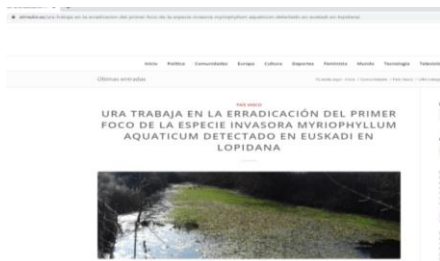 Inicio Política Comunidades Europa Cultura Deportes Feminista Mundo Tecnología
Últimas entradas
PAÍS VASCO
URA TRABAJA EN LA ERRADICACIÓN DEL PRIMER
FOCO DE LA ESPECIE INVASORA MYRIOPHYLLUM
AQUATICUM DETECTADO EN EUSKADI EN
LOPIDANA